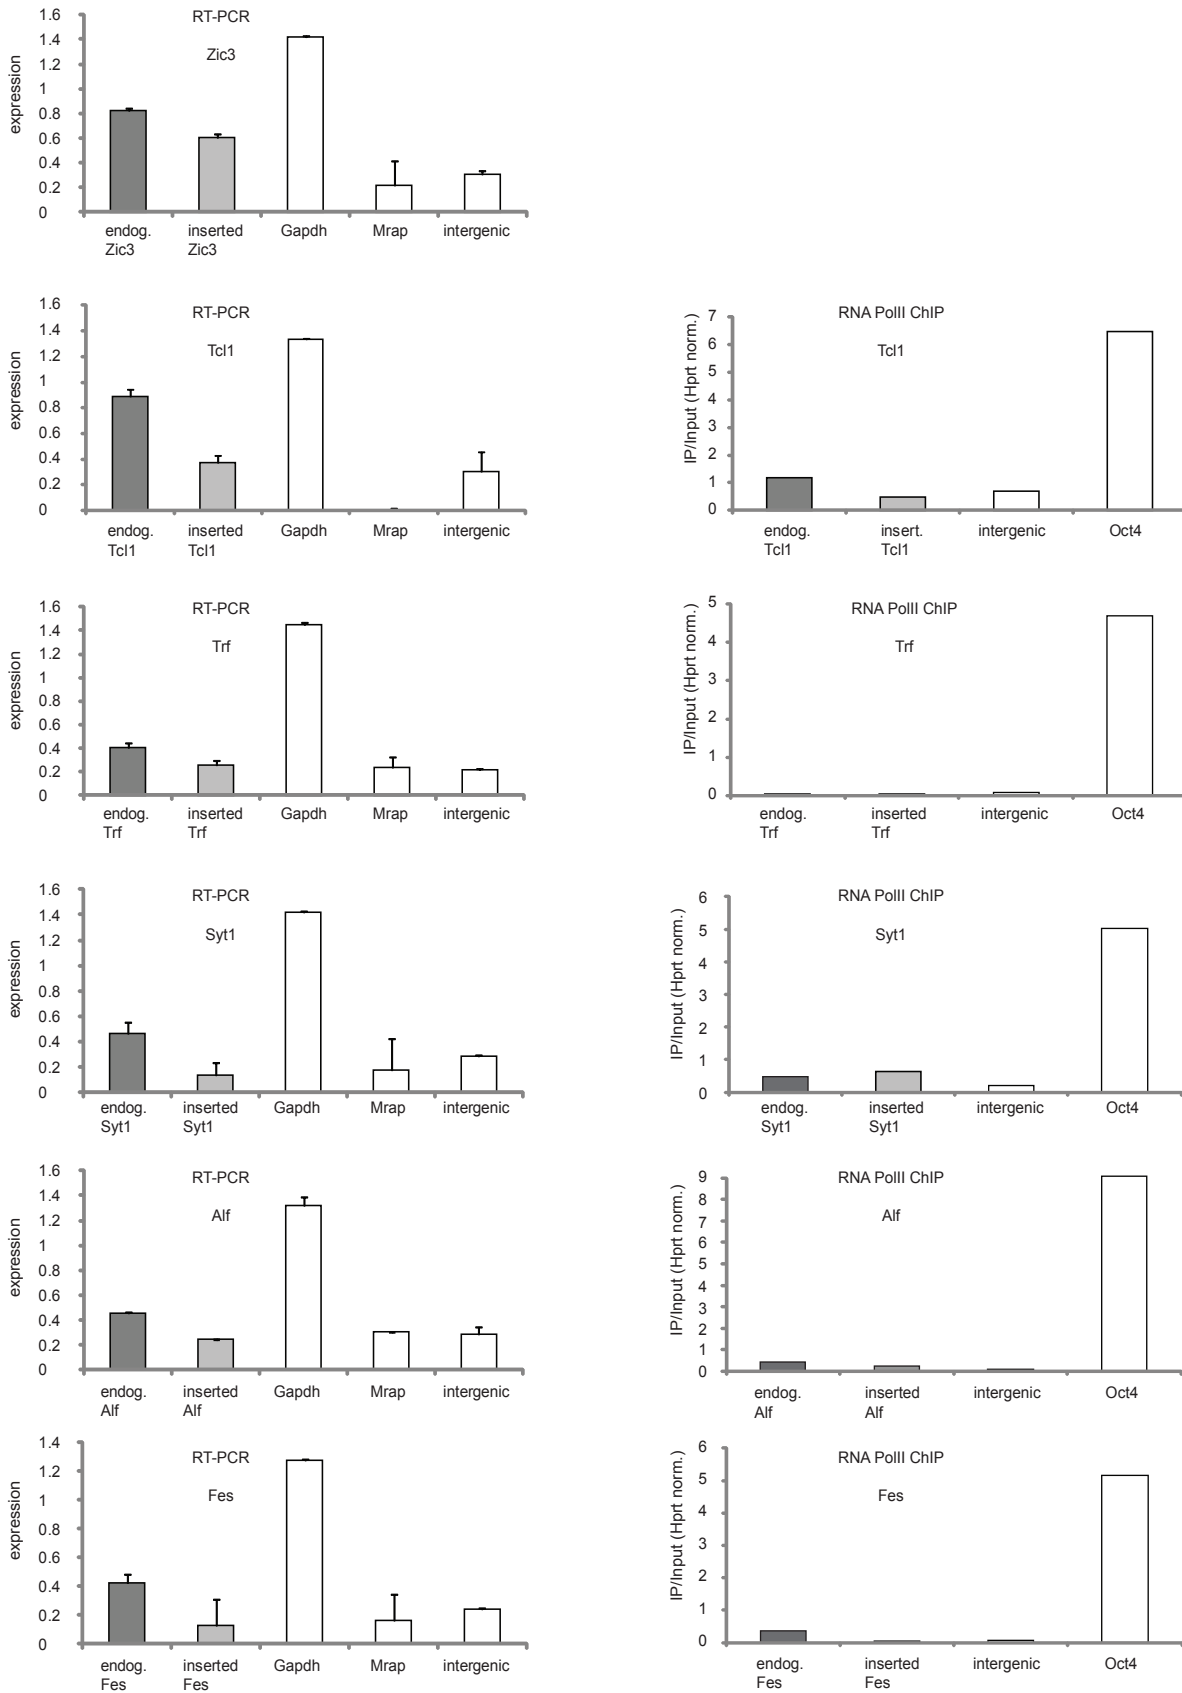 RT-PCR
Zic3
expression
1.6
1.4
1.2
1
0.8
0.6
0.4
0.2
0
endog. Zic3
inserted Zic3
Gapdh
Mrap
intergenic
RT-PCR
Tcl1
expression
1.6
1.4
1.2
1
0.8
0.6
0.4
0.2
0
endog. Tcl1
inserted Tcl1
Gapdh
Mrap
intergenic
RNA PolII ChIP
Tcl1
IP/Input (Hprt norm.)
7
6
5
4
3
2
1
0
endog. Tcl1
insert. Tcl1
intergenic
Oct4
RT-PCR
Trf
expression
1.6
1.4
1.2
1
0.8
0.6
0.4
0.2
0
endog. Trf
inserted Trf
Gapdh
Mrap
intergenic
RNA PolII ChIP
Trf
IP/Input (Hprt norm.)
5
4
3
2
1
0
endog. Trf
inserted Trf
intergenic
Oct4
RT-PCR
Syt1
expression
1.6
1.4
1.2
1
0.8
0.6
0.4
0.2
0
endog. Syt1
inserted Syt1
Gapdh
Mrap
intergenic
RNA PolII ChIP
Syt1
IP/Input (Hprt norm.)
6
5
4
3
2
1
0
endog. Syt1
inserted Syt1
intergenic
Oct4
RT-PCR
Alf
expression
1.6
1.4
1.2
1
0.8
0.6
0.4
0.2
0
endog. Alf
inserted Alf
Gapdh
Mrap
intergenic
RNA PolII ChIP
Alf
IP/Input (Hprt norm.)
9
8
7
6
5
4
3
2
1
0
endog. Alf
inserted Alf
intergenic
Oct4
RT-PCR
Fes
expression
1.4
1.2
1
0.8
0.6
0.4
0.2
0
endog. Fes
inserted Fes
Gapdh
Mrap
intergenic
RNA PolII ChIP
Fes
IP/Input (Hprt norm.)
6
5
4
3
2
1
0
endog. Fes
inserted Fes
intergenic
Oct4